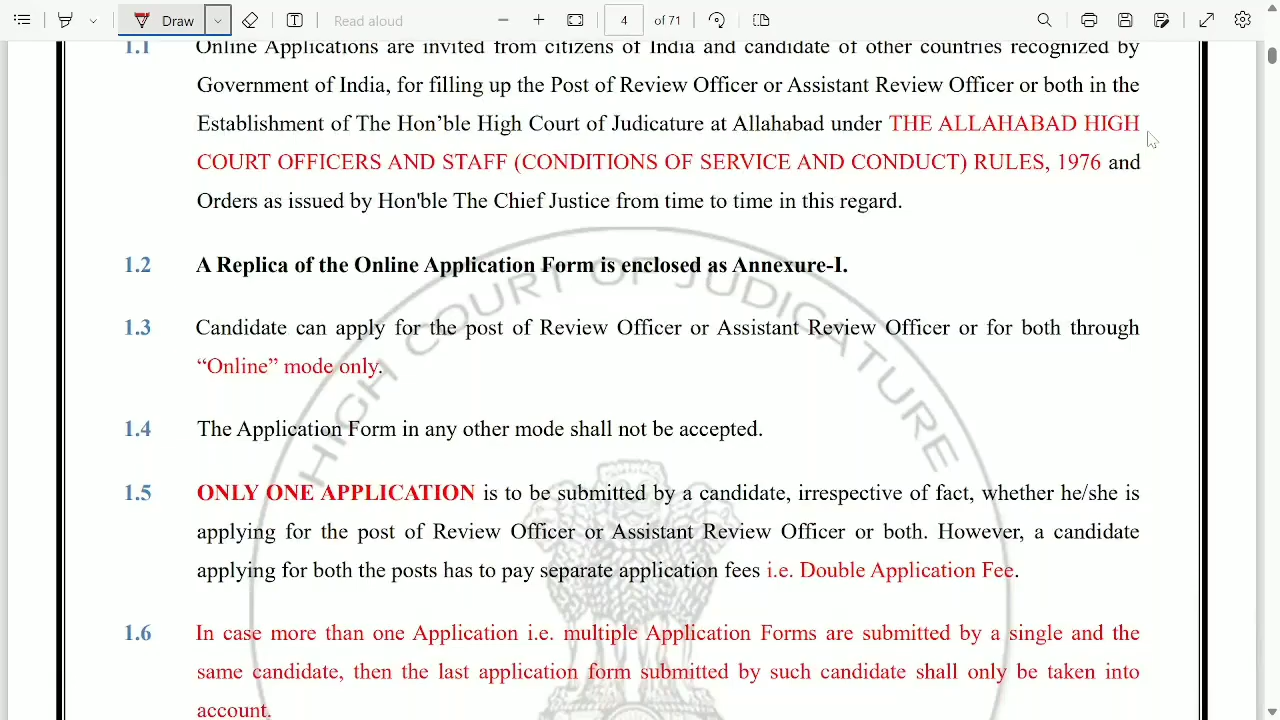 Draw
Read aloud
4 of 71
1.1 Online Applications are invited from citizens of India and candidate of other countries recognized by
Government of India, for filling up the Post of Review Officer or Assistant Review Officer or both in the
Establishment of The Hon’ble High Court of Judicature at Allahabad under THE ALLAHABAD HIGH
COURT OFFICERS AND STAFF (CONDITIONS OF SERVICE AND CONDUCT) RULES, 1976 and
Orders as issued by Hon'ble The Chief Justice from time to time in this regard.
1.2 A Replica of the Online Application Form is enclosed as Annexure-I.
1.3 Candidate can apply for the post of Review Officer or Assistant Review Officer or for both through
“Online” mode only.
1.4 The Application Form in any other mode shall not be accepted.
1.5 ONLY ONE APPLICATION is to be submitted by a candidate, irrespective of fact, whether he/she is
applying for the post of Review Officer or Assistant Review Officer or both. However, a candidate
applying for both the posts has to pay separate application fees i.e. Double Application Fee.
1.6 In case more than one Application i.e. multiple Application Forms are submitted by a single and the
same candidate, then the last application form submitted by such candidate shall only be taken into
account.
HIGH COURT OF JUDICATURE